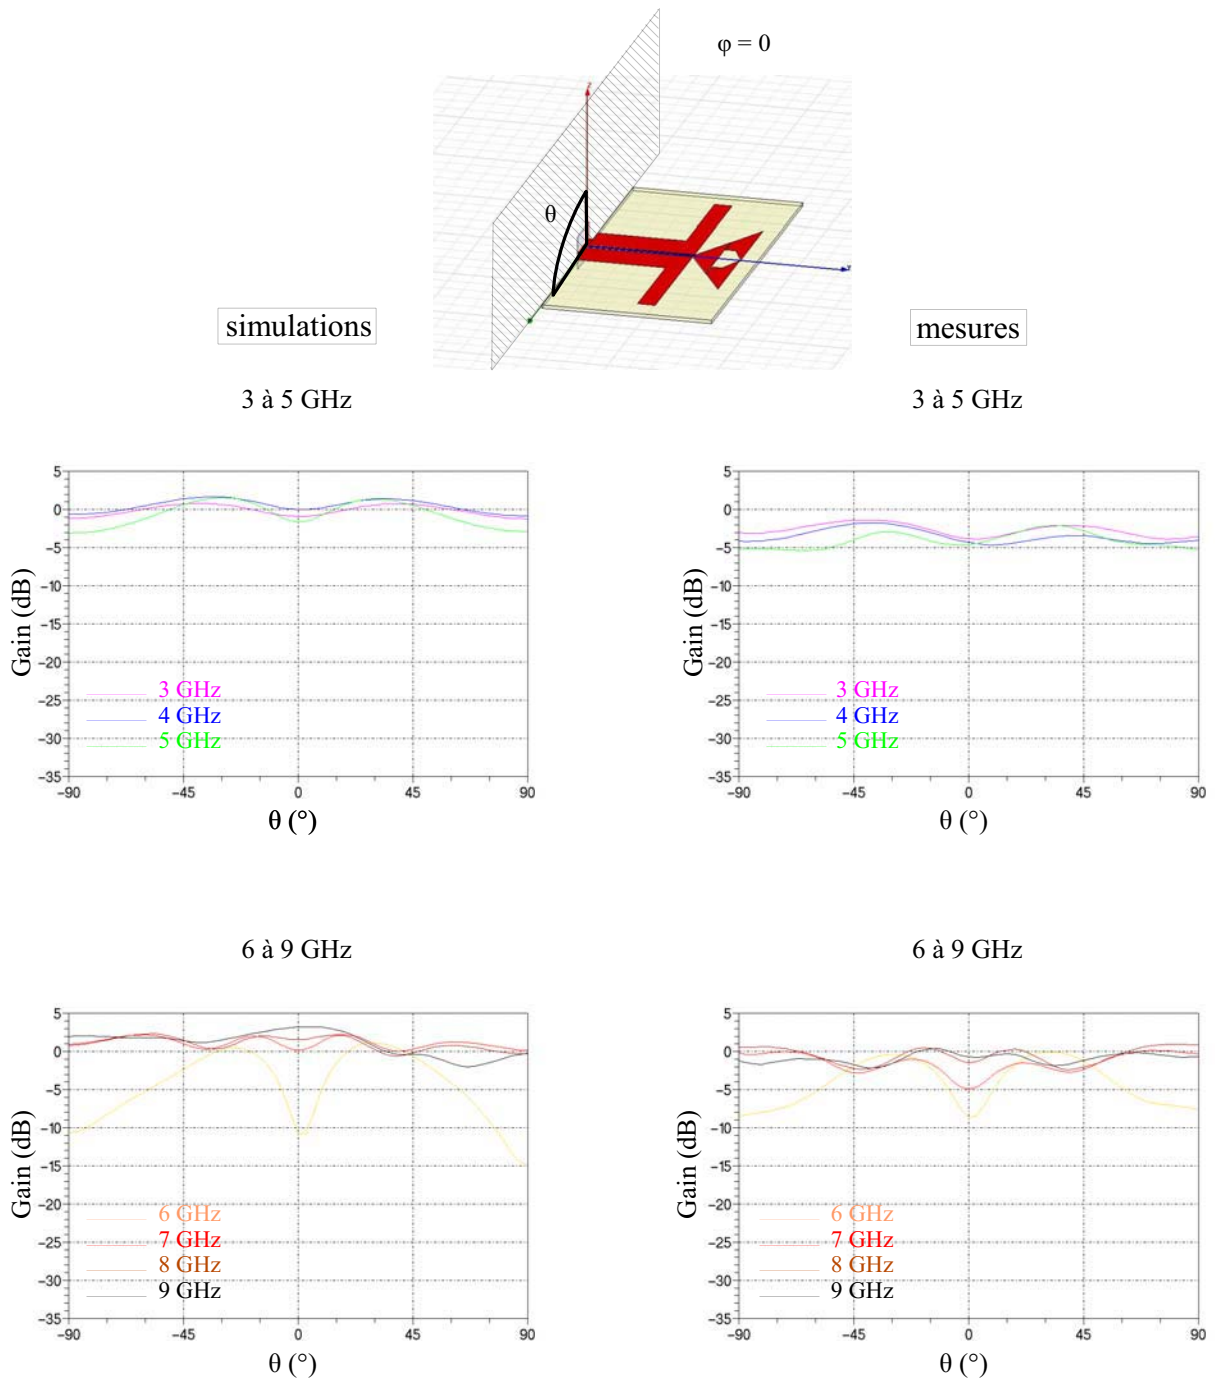 φ = 0
θ
simulations
mesures
3 à 5 GHz
3 à 5 GHz
5
0
−5
−10
−15
−20
−25
−30
−35
Gain (dB)
3 GHz
4 GHz
5 GHz
−90
−45
0
45
90
θ (°)
5
0
−5
−10
−15
−20
−25
−30
−35
Gain (dB)
3 GHz
4 GHz
5 GHz
−90
−45
0
45
90
θ (°)
6 à 9 GHz
6 à 9 GHz
5
0
−5
−10
−15
−20
−25
−30
−35
Gain (dB)
6 GHz
7 GHz
8 GHz
9 GHz
−90
−45
0
45
90
θ (°)
5
0
−5
−10
−15
−20
−25
−30
−35
Gain (dB)
6 GHz
7 GHz
8 GHz
9 GHz
−90
−45
0
45
90
θ (°)